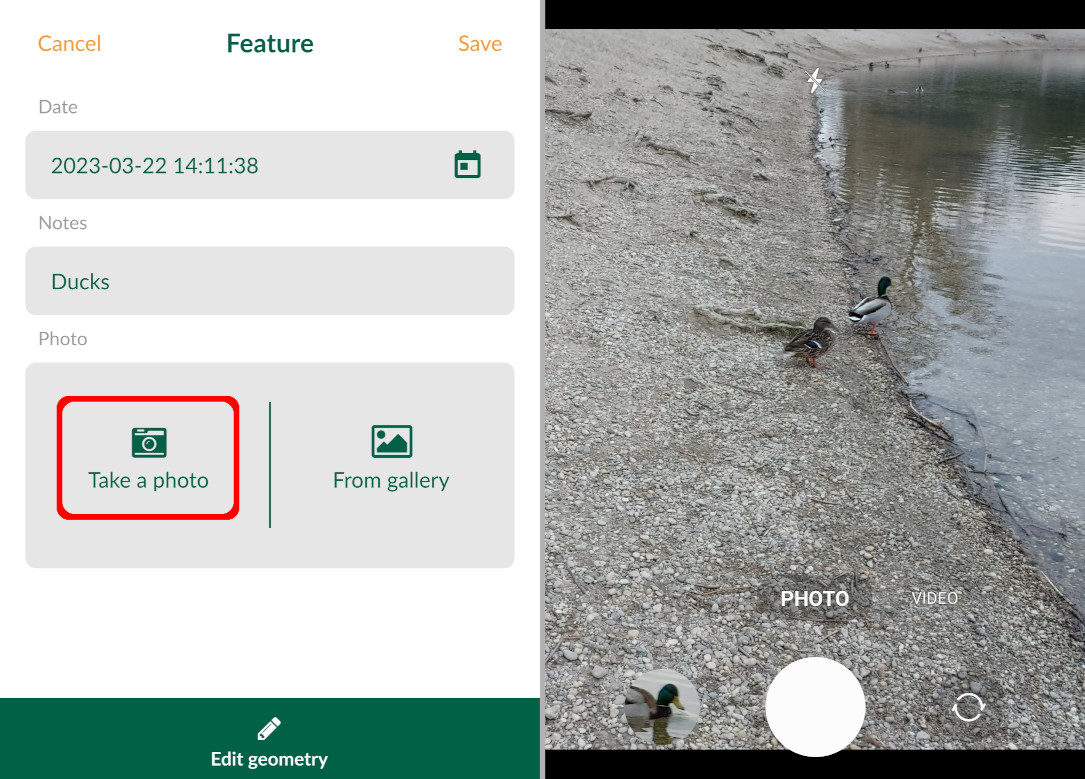 Cancel
Feature
Save
Date
2023-03-22 14:11:38
Notes
Ducks
Photo
Take a photo
From gallery
Edit geometry
PHOTO
VIDEO